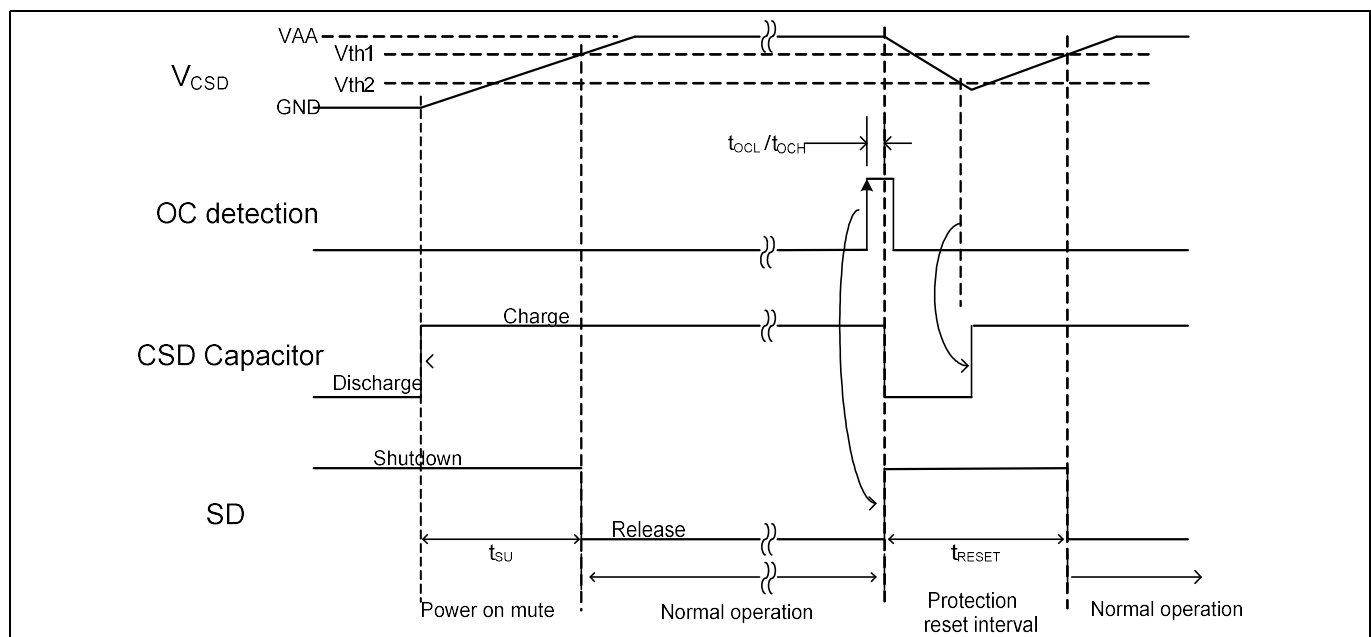 VAA
Vth1
VCSD
Vth2
GND
tOCL /tOCH
OC detection
Charge
CSD Capacitor
Discharge
Shutdown
SD
Release
tSU
tRESET
Power on mute
Normal operation
Protection
reset interval
Normal operation